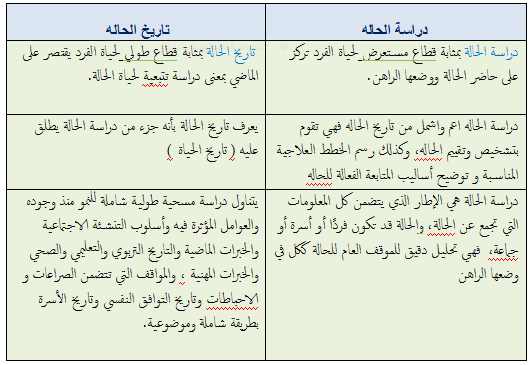 دراسة الحاله
تاريخ الحاله
دراسة الحالة بمثابة قطاع مستعرض لحياة الفرد تركز
على حاضر الحالة ووضعها الراهن.
تاريخ الحالة بمثابة قطاع طولي لحياة الفرد يقتصر على
الماضي بمعنى دراسة تتبعية لحياة الحالة.
دراسة الحاله اعم واشمل من تاريخ الحاله فهي تقوم
بتشخيص وتقييم الحاله، وكذلك رسم الخطط العلاجية
المناسبة و توضيح أساليب المتابعة الفعالة للحاله
يعرف تاريخ الحالة بأنه جزء من دراسة الحالة يطلق
عليه ( تاريخ الحياة )
دراسة الحالة هي الإطار الذي يتضمن كل المعلومات
التي تجمع عن الحالة، والحالة قد تكون فردًا أو أسرة أو
جماعة، فهي تحليل دقيق للموقف العام للحالة ككل في
وضعها الراهن
يتناول دراسة مسحية طولية شاملة للنمو منذ وجوده
والعوامل المؤثرة فيه وأسلوب التنشئة الاجتماعية
والخبرات الماضية والتاريخ التربوي والتعليمي والصحي
والخبرات المهنية ، والمواقف التي تتضمن الصراعات و
الاحباطات وتاريخ التوافق النفسي وتاريخ الأسرة
بطريقة شاملة وموضوعية.